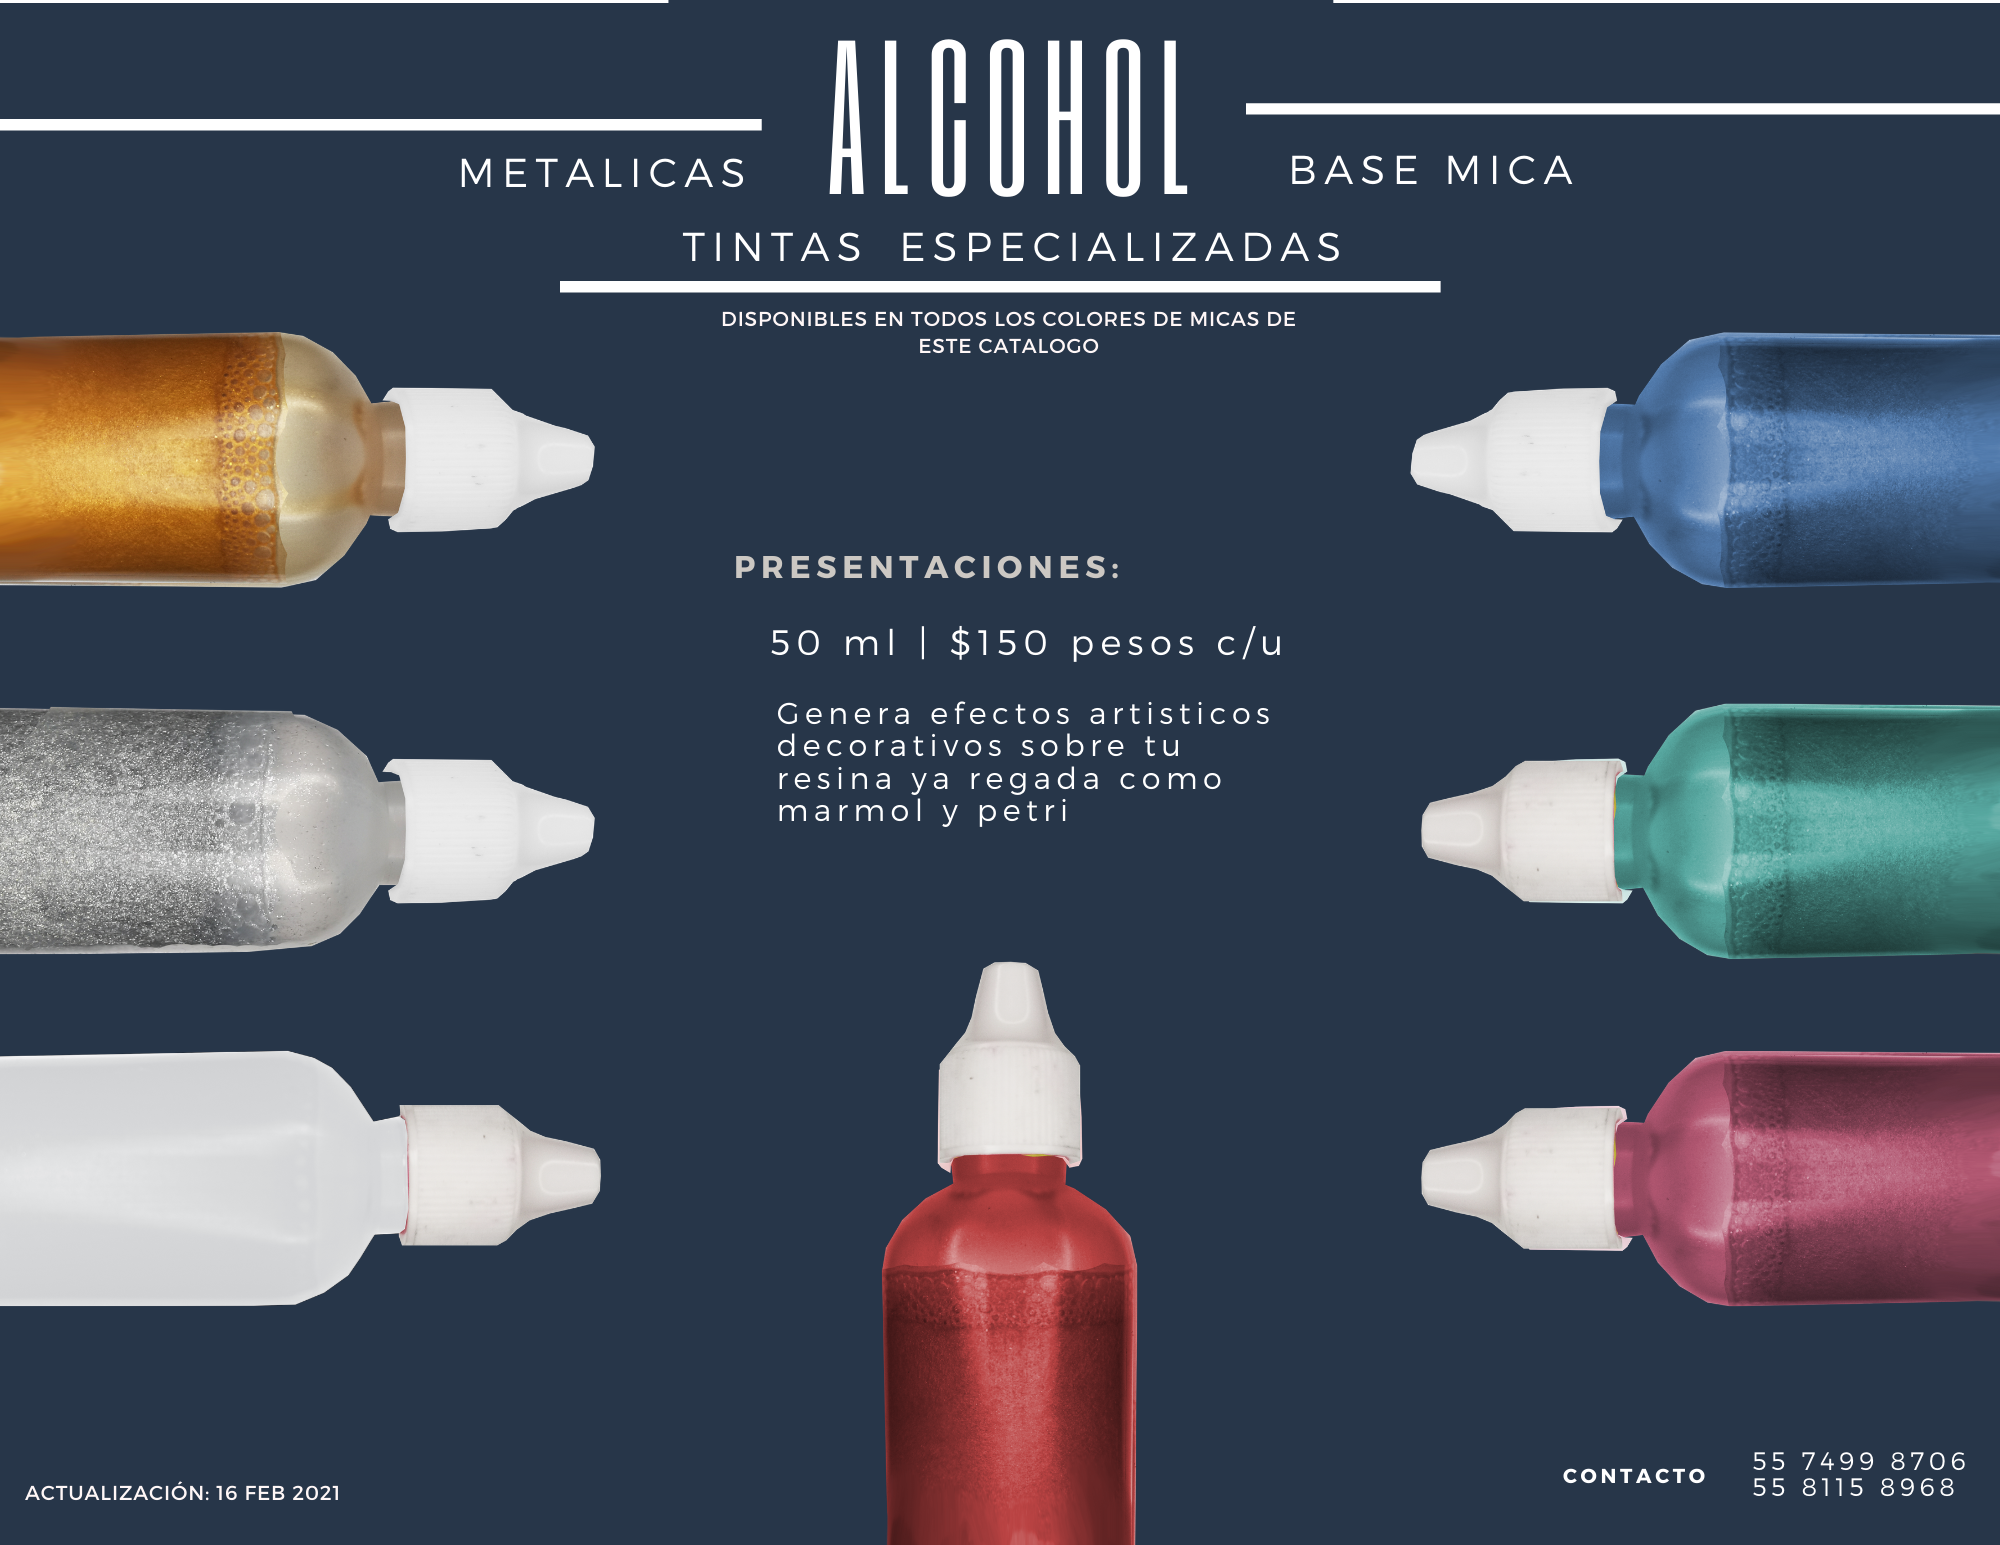 ALCOHOL
METALICAS
BASE MICA
TINTAS ESPECIALIZADAS
DISPONIBLES EN TODOS LOS COLORES DE MICAS DE
ESTE CATALOGO
PRESENTACIONES:
50 ml | $150 pesos c/u
Genera efectos artisticos
decorativos sobre tu
resina ya regada como
marmol y petri
ACTUALIZACIÓN: 16 FEB 2021
CONTACTO
55 7499 8706
55 8115 8968